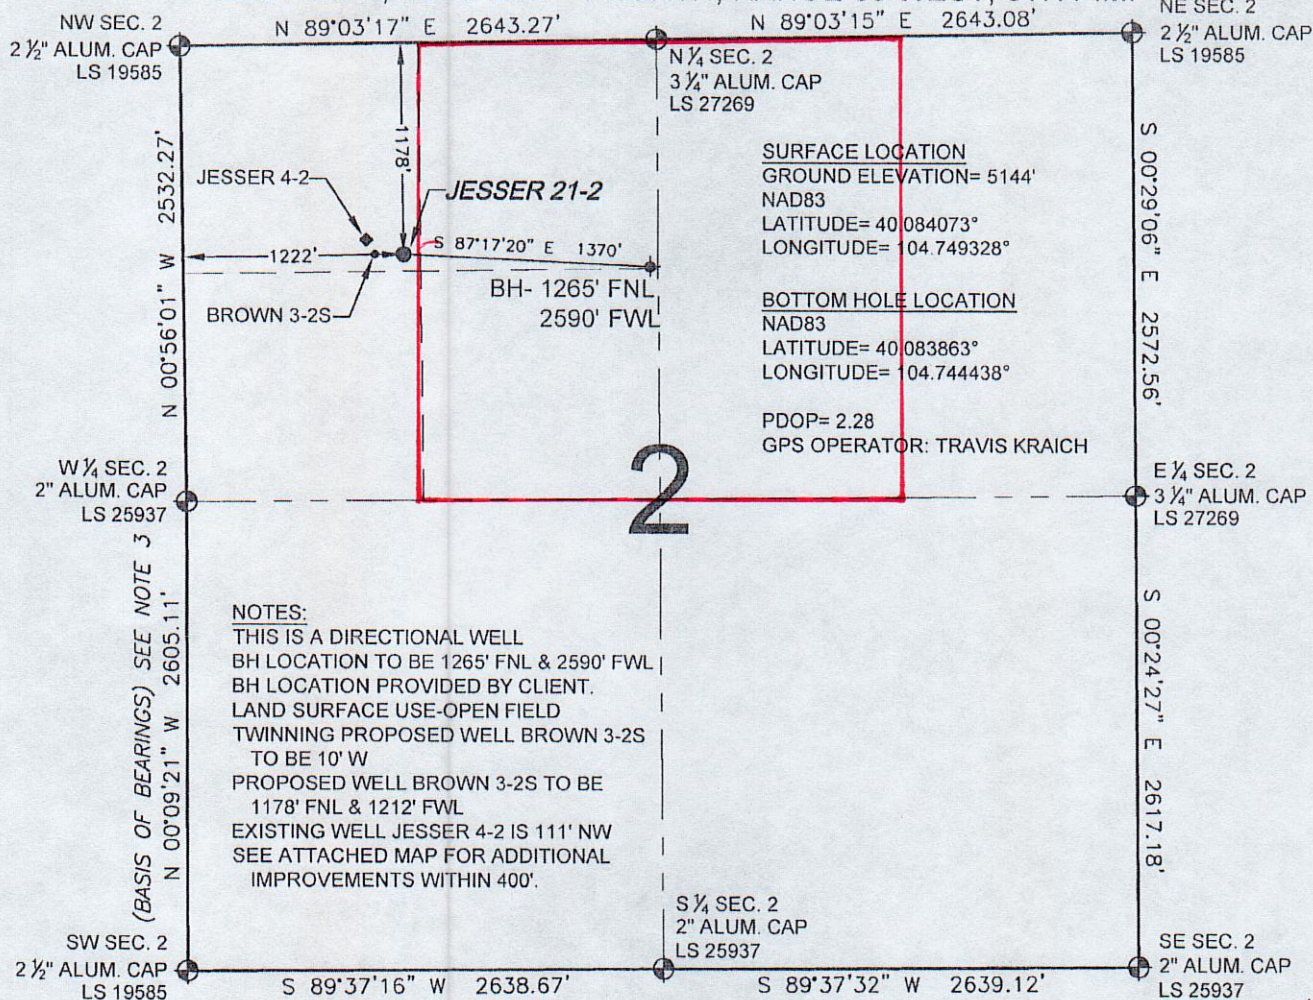 NW SEC. 2
2 ½" ALUM. CAP
LS 19585
N 89°03'17" E 2643.27'
N 89°03'15" E 2643.08'
NE SEC. 2
2 ½" ALUM. CAP
LS 19585
N ¼ SEC. 2
3 ¼" ALUM. CAP
LS 27269
1178'
N 00°56'01" W 2532.27'
S 00°29'06" E 2572.56'
JESSER 4-2
JESSER 21-2
S 87°17'20" E 1370'
1222'
BROWN 3-2S
BH- 1265' FNL
2590' FWL
SURFACE LOCATION
GROUND ELEVATION= 5144'
NAD83
LATITUDE= 40.084073°
LONGITUDE= 104.749328°
BOTTOM HOLE LOCATION
NAD83
LATITUDE= 40.083863°
LONGITUDE= 104.744438°
PDOP= 2.28
GPS OPERATOR: TRAVIS KRAICH
W ¼ SEC. 2
2" ALUM. CAP
LS 25937
2
E ¼ SEC. 2
3 ¼" ALUM. CAP
LS 27269
(BASIS OF BEARINGS) SEE NOTE 3
N 00°09'21" W 2605.11'
S 00°24'27" E 2617.18'
NOTES:
THIS IS A DIRECTIONAL WELL
BH LOCATION TO BE 1265' FNL & 2590' FWL
BH LOCATION PROVIDED BY CLIENT.
LAND SURFACE USE-OPEN FIELD
TWINNING PROPOSED WELL BROWN 3-2S
TO BE 10' W
PROPOSED WELL BROWN 3-2S TO BE
1178' FNL & 1212' FWL
EXISTING WELL JESSER 4-2 IS 111' NW
SEE ATTACHED MAP FOR ADDITIONAL
IMPROVEMENTS WITHIN 400'.
S ¼ SEC. 2
2" ALUM. CAP
LS 25937
SW SEC. 2
2 ½" ALUM. CAP
LS 19585
S 89°37'16" W 2638.67'
S 89°37'32" W 2639.12'
SE SEC. 2
2" ALUM. CAP
LS 25937